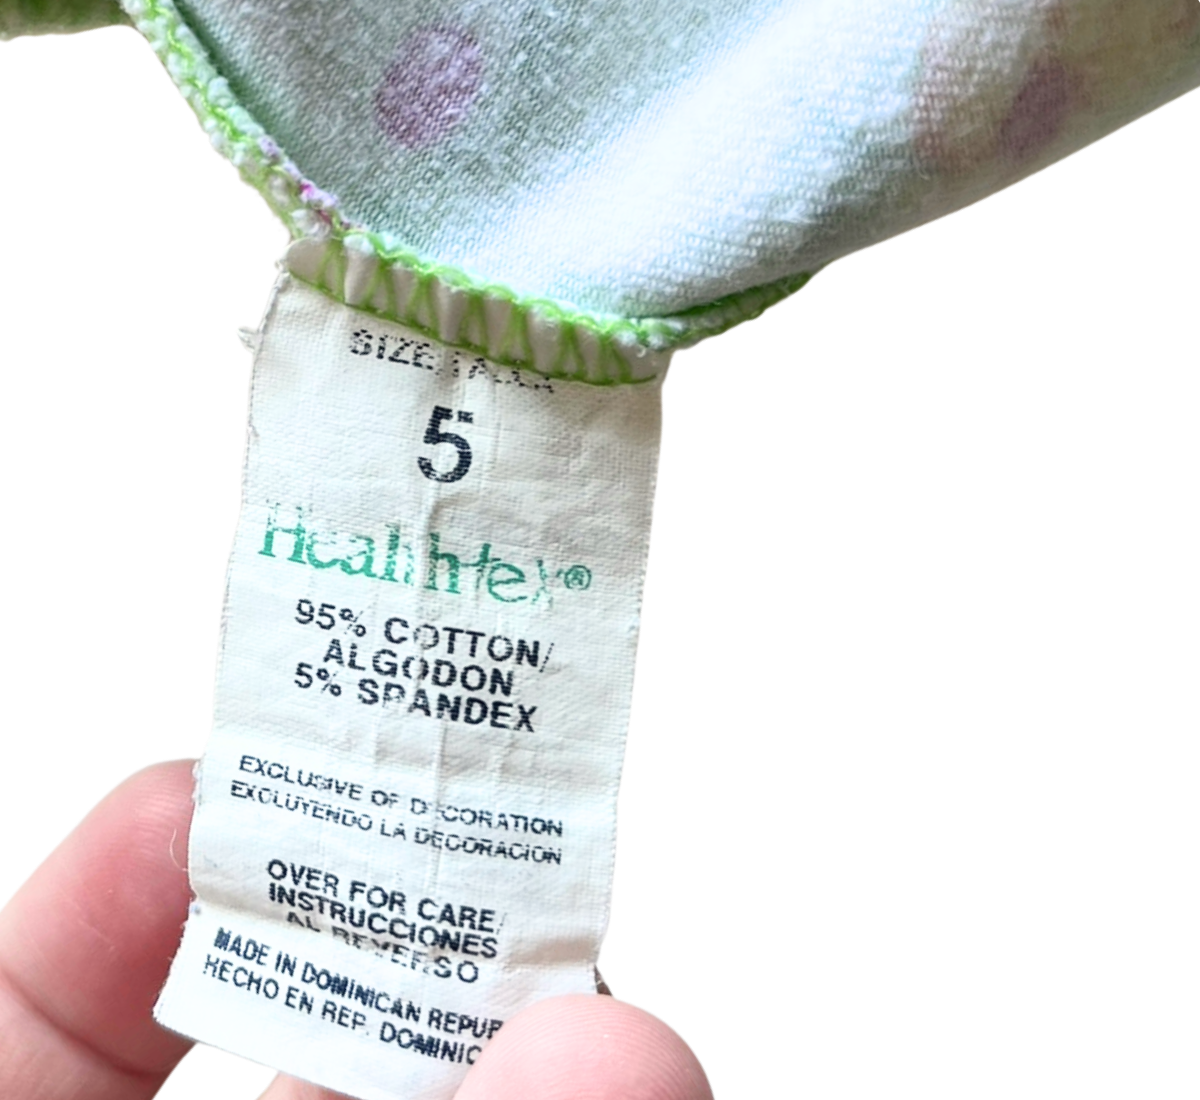 SIZE/TALLA
5
Healthtex®
95% COTTON/
ALGODON
5% SPANDEX
EXCLUSIVE OF DECORATION
EXCLUYENDO LA DECORACION
OVER FOR CARE/
INSTRUCCIONES
AL REVERSO
MADE IN DOMINICAN
HECHO EN REP. DOMINIC